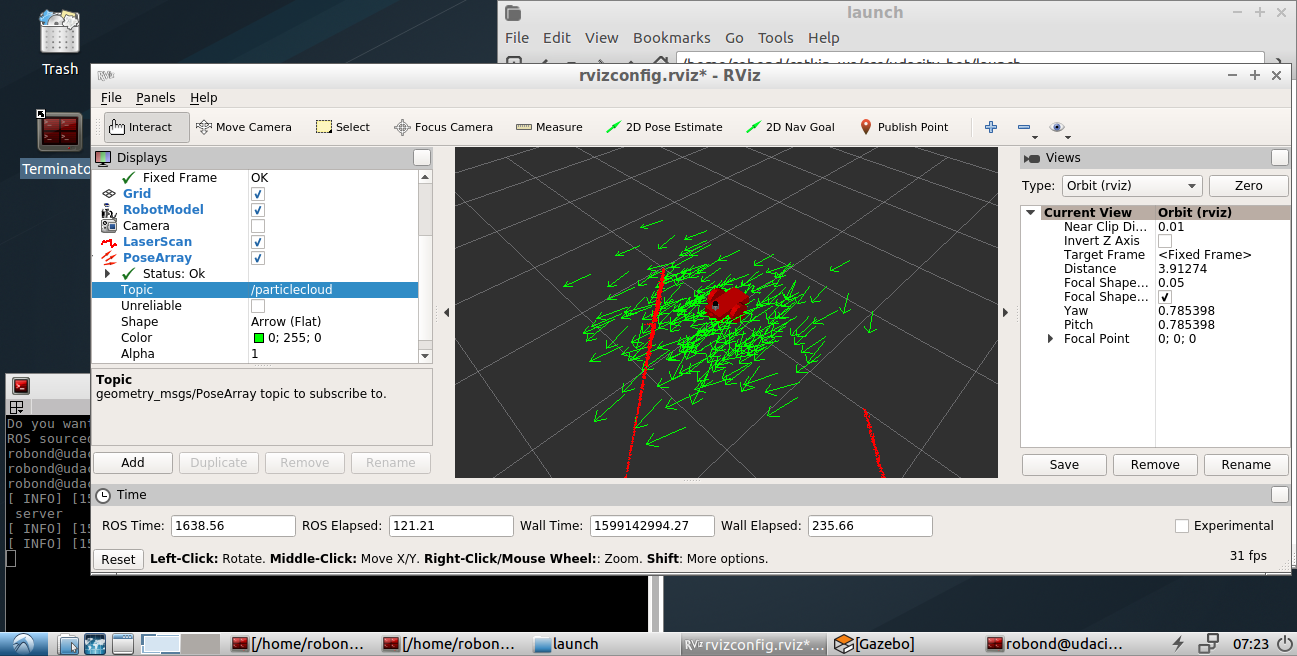 launch
File Edit View Bookmarks Go Tools Help
Trash
rvizconfig.rviz* - RViz
File Panels Help
Interact Move Camera Select Focus Camera Measure 2D Pose Estimate 2D Nav Goal Publish Point
Terminato
Displays
Fixed Frame OK
Grid
RobotModel
Camera
LaserScan
PoseArray
Status: Ok
Topic /particlecloud
Unreliable
Shape Arrow (Flat)
Color 0; 255; 0
Alpha 1
Topic
geometry_msgs/PoseArray topic to subscribe to.
Add Duplicate Remove Rename
Views
Type: Orbit (rviz) Zero
Current View Orbit (rviz)
Near Clip Di... 0.01
Invert Z Axis
Target Frame <Fixed Frame>
Distance 3.91274
Focal Shape... 0.05
Focal Shape...
Yaw 0.785398
Pitch 0.785398
Focal Point 0; 0; 0
Save Remove Rename
Do you want
ROS sourced
robond@udac
robond@udac
robond@udac
[ INFO] [15
server
[ INFO] [15
[ INFO] [15
Time
ROS Time: 1638.56 ROS Elapsed: 121.21 Wall Time: 1599142994.27 Wall Elapsed: 235.66 Experimental
Reset Left-Click: Rotate. Middle-Click: Move X/Y. Right-Click/Mouse Wheel:: Zoom. Shift: More options. 31 fps
[/home/robon... [/home/robon... launch RViz rvizconfig.rviz*... [Gazebo] robond@udaci... 07:23